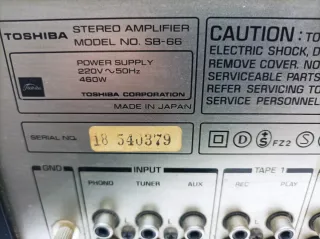 TOSHIBA STEREO AMPLIFIER
MODEL NO. SB-66
POWER SUPPLY
220V~50Hz
460W
TOSHIBA CORPORATION
MADE IN JAPAN
CAUTION: TO
ELECTRIC SHOCK, D
REMOVE COVER. NO
SERVICEABLE PARTS
REFER SERVICING TO
SERVICE PERSONNEL
SERIAL NO. 18 540379
D S FZ2 S
GND
INPUT
PHONO TUNER AUX
TAPE 1
REC PLAY
L